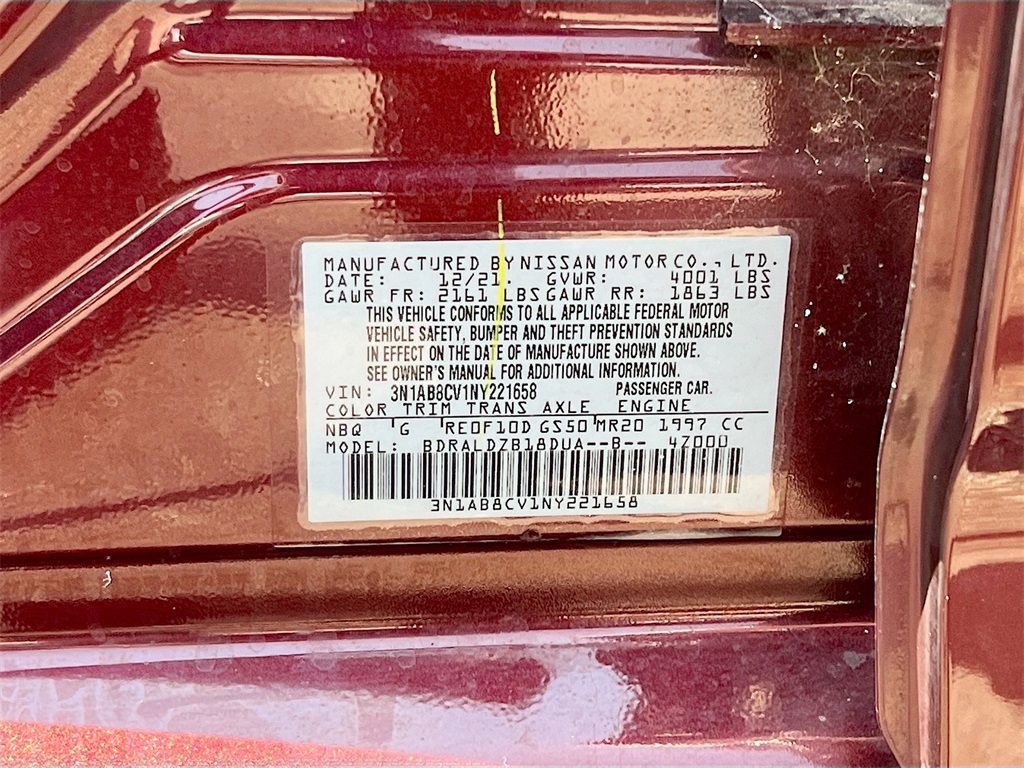 MANUFACTURED BY NISSAN MOTOR CO., LTD.
DATE: 12/21. GVWR: 4001 LBS
GAWR FR: 2161 LBS GAWR RR: 1863 LBS
THIS VEHICLE CONFORMS TO ALL APPLICABLE FEDERAL MOTOR
VEHICLE SAFETY, BUMPER AND THEFT PREVENTION STANDARDS
IN EFFECT ON THE DATE OF MANUFACTURE SHOWN ABOVE.
SEE OWNER'S MANUAL FOR ADDITIONAL INFORMATION.
VIN: 3N1AB8CV1NY221658 PASSENGER CAR.
COLOR TRIM TRANS AXLE ENGINE
NBQ G RE0F10D GS50 MR20 1997 CC
MODEL: BDRALDZB18DUA--B-- 4Z000
3N1AB8CV1NY221658